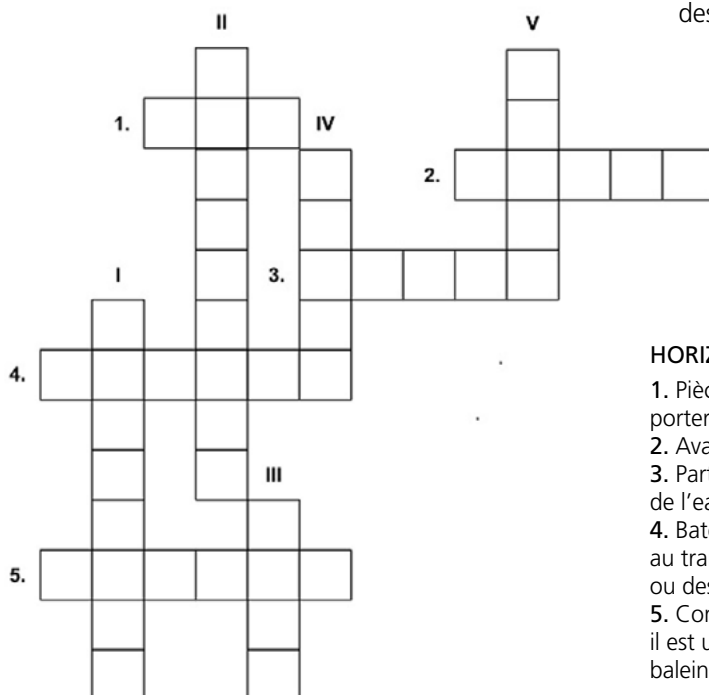 II
V
des
1.
IV
2.
I
3.
HORIZ
4.
1. Pièc
porter
2. Ava
III
3. Part
de l'ea
4. Bate
au tra
5.
ou des
5. Cor
il est u
balein